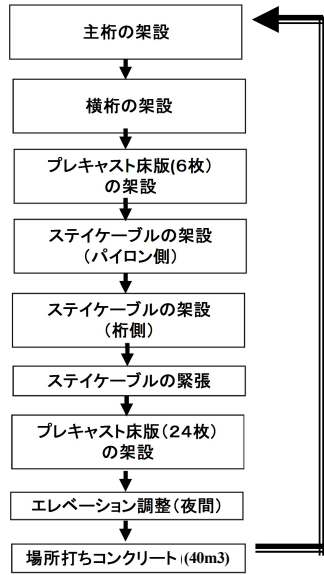 主桁の架設
横桁の架設
プレキャスト床版(6枚)
の架設
ステイケーブルの架設
（パイロン側）
ステイケーブルの架設
（桁側）
ステイケーブルの緊張
プレキャスト床版（24枚）
の架設
エレベーション調整（夜間）
場所打ちコンクリート (40m3)